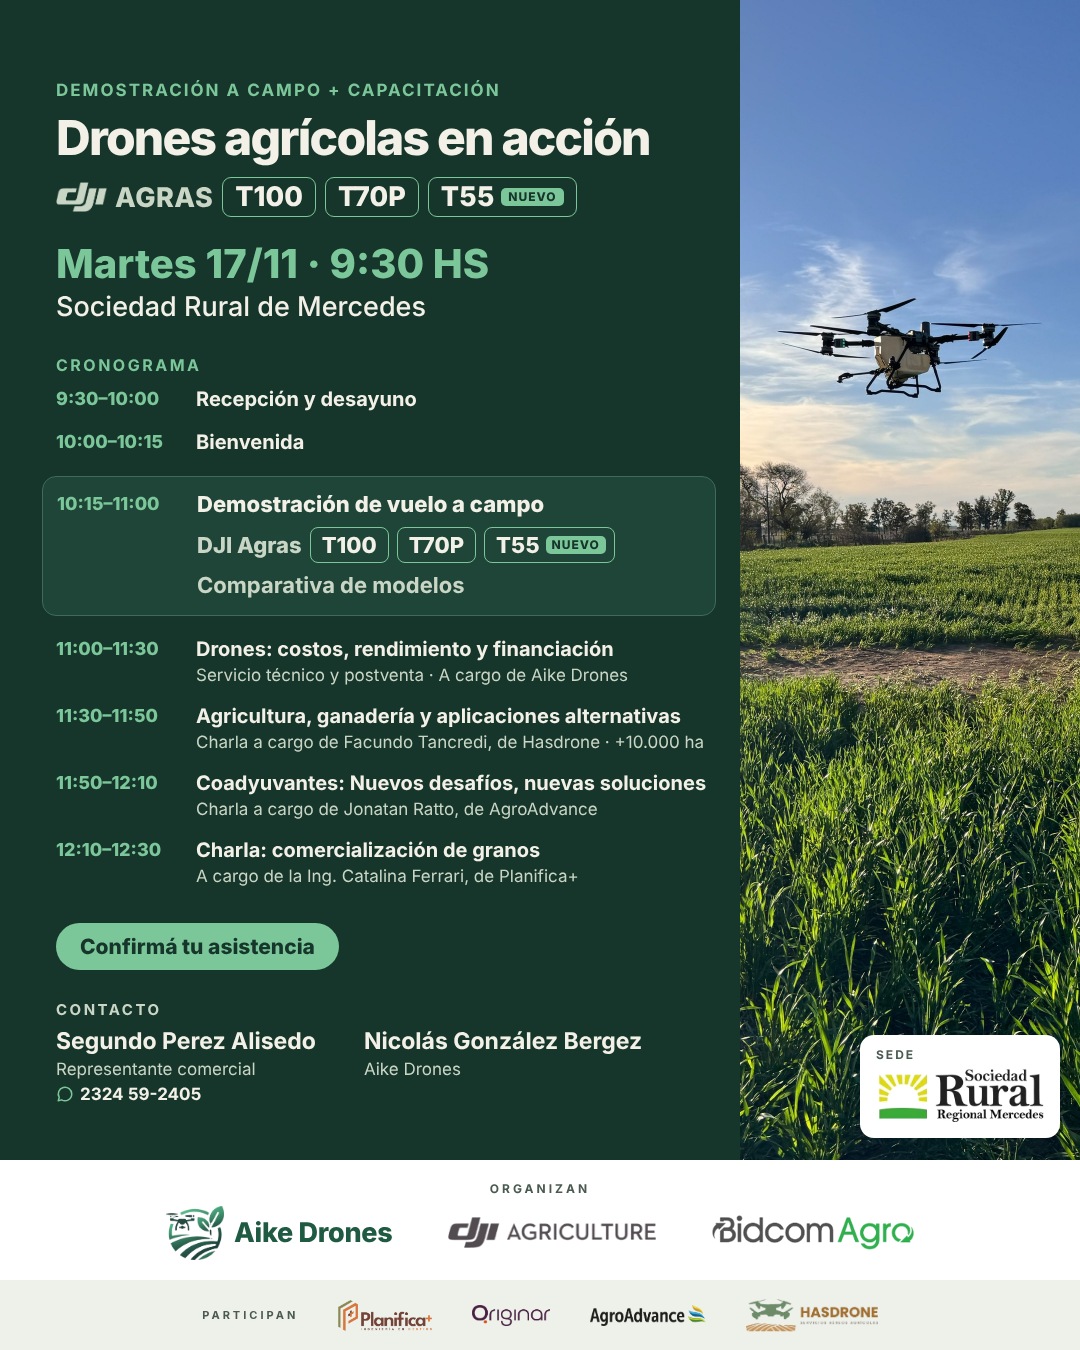 DEMOSTRACIÓN A CAMPO + CAPACITACIÓN
Drones agrícolas en acción
dji AGRAS T100 T70P T55 NUEVO
Martes 17/11 · 9:30 HS
Sociedad Rural de Mercedes
CRONOGRAMA
9:30–10:00 Recepción y desayuno
10:00–10:15 Bienvenida
10:15–11:00 Demostración de vuelo a campo
DJI Agras T100 T70P T55 NUEVO
Comparativa de modelos
11:00–11:30 Drones: costos, rendimiento y financiación
Servicio técnico y postventa · A cargo de Aike Drones
11:30–11:50 Agricultura, ganadería y aplicaciones alternativas
Charla a cargo de Facundo Tancredi, de Hasdrone · +10.000 ha
11:50–12:10 Coadyuvantes: Nuevos desafíos, nuevas soluciones
Charla a cargo de Jonatan Ratto, de AgroAdvance
12:10–12:30 Charla: comercialización de granos
A cargo de la Ing. Catalina Ferrari, de Planifica+
Confirmá tu asistencia
CONTACTO
Segundo Perez Alisedo
Representante comercial
2324 59-2405
Nicolás González Bergez
Aike Drones
SEDE
Sociedad
Rural
Regional Mercedes
ORGANIZAN
Aike Drones
dji AGRICULTURE
Bidcom Agro
PARTICIPAN
Planifica+
Originar
AgroAdvance
HASDRONE